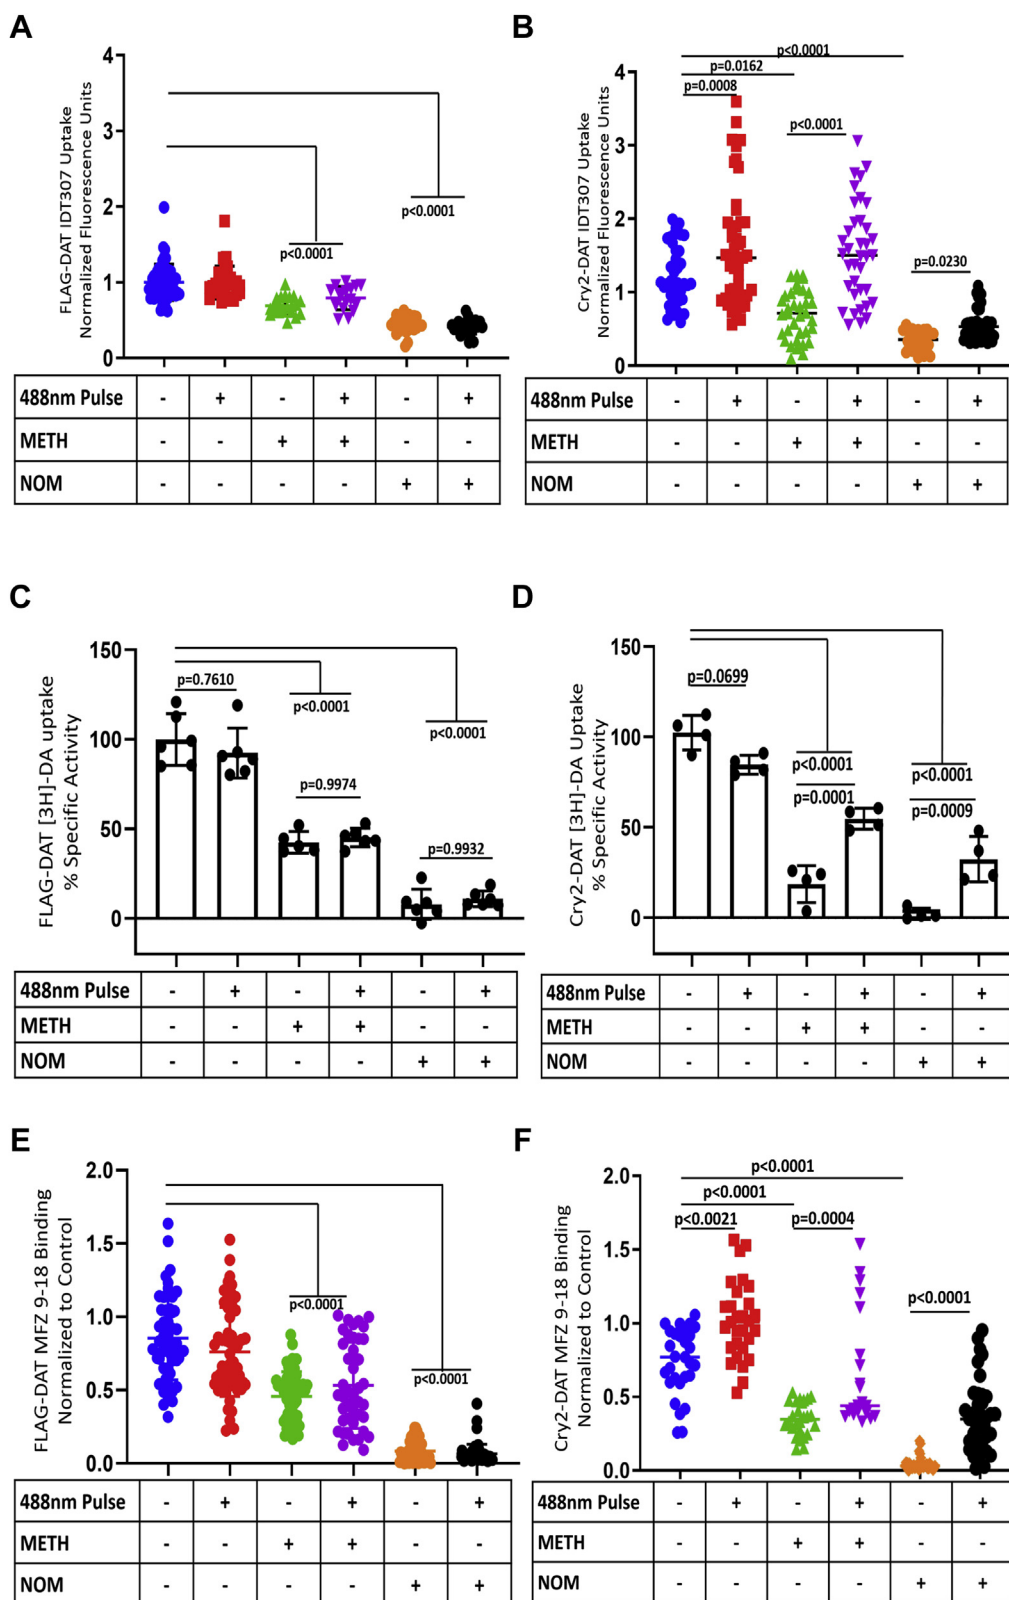 A
FLAG-DAT IDT307 Uptake
Normalized Fluorescence Units
4
3
2
1
0
p<0.0001
p<0.0001
488nm Pulse - + - + - +
METH - - + + - -
NOM - - - - + +
B
Cry2-DAT IDT307 Uptake
Normalized Fluorescence Units
4
3
2
1
0
p<0.0001
p=0.0162
p=0.0008
p<0.0001
p=0.0230
488nm Pulse - + - + - +
METH - - + + - -
NOM - - - - + +
C
FLAG-DAT [3H]-DA uptake
% Specific Activity
150
100
50
0
p=0.7610
p<0.0001
p<0.0001
p=0.9974
p=0.9932
488nm Pulse - + - + - +
METH - - + + - -
NOM - - - - + +
D
Cry2-DAT [3H]-DA Uptake
% Specific Activity
150
100
50
0
p=0.0699
p<0.0001
p=0.0001
p<0.0001
p=0.0009
488nm Pulse - + - + - +
METH - - + + - -
NOM - - - - + +
E
FLAG-DAT MFZ 9-18 Binding
Normalized to Control
2.0
1.5
1.0
0.5
0.0
p<0.0001
p<0.0001
488nm Pulse - + - + - +
METH - - + + - -
NOM - - - - + +
F
Cry2-DAT MFZ 9-18 Binding
Normalized to Control
2.0
1.5
1.0
0.5
0.0
p<0.0001
p<0.0001
p<0.0021
p=0.0004
p<0.0001
488nm Pulse - + - + - +
METH - - + + - -
NOM - - - - + +